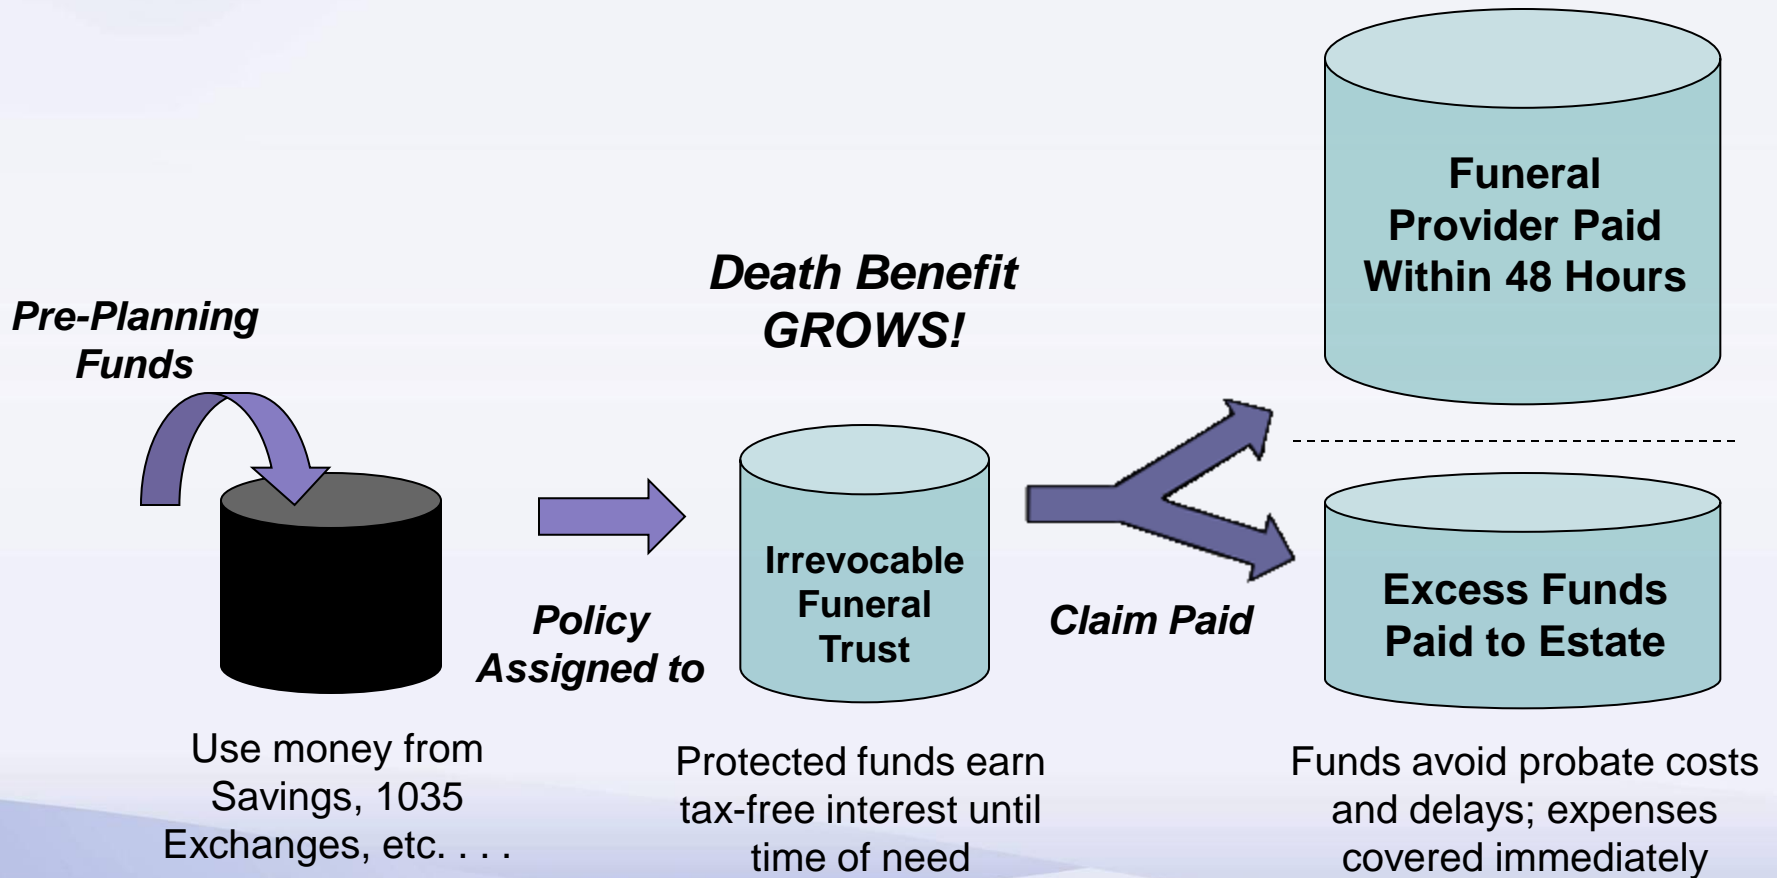 Pre-Planning
Funds
Use money from
Savings, 1035
Exchanges, etc. . . .
Policy
Assigned to
Death Benefit
GROWS!
Irrevocable
Funeral
Trust
Protected funds earn
tax-free interest until
time of need
Claim Paid
Funeral
Provider Paid
Within 48 Hours
Excess Funds
Paid to Estate
Funds avoid probate costs
and delays; expenses
covered immediately